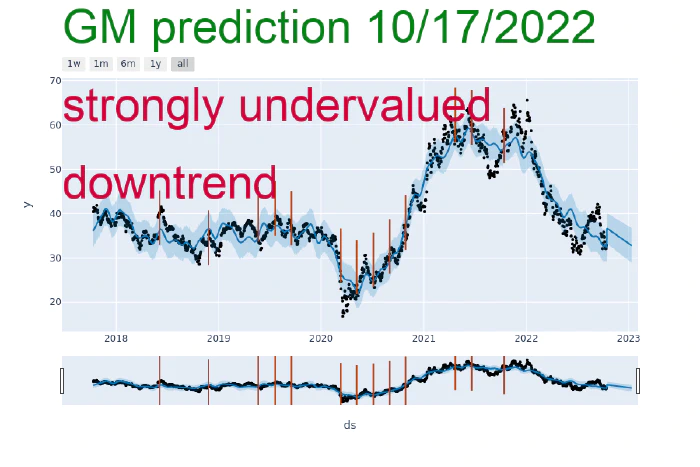 GM prediction 10/17/2022
1w 1m 6m 1y all
70
strongly undervalued
60
50
downtrend
y
40
30
20
2018 2019 2020 2021 2022 2023
ds